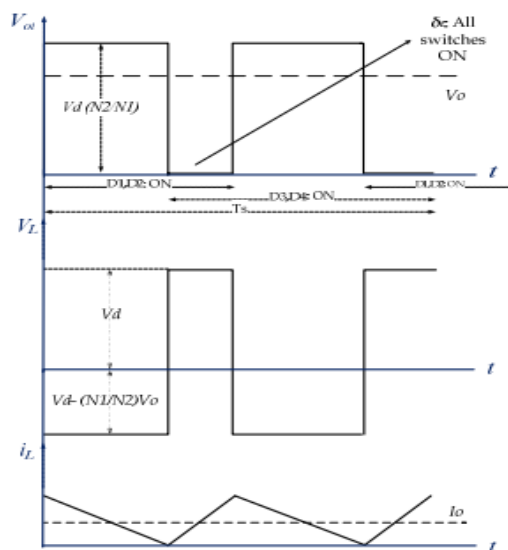 Voi
δc: All
switches
ON
Vd (N2/N1)
Vo
t
D1,D2: ON
D1,D2: ON
D3,D4: ON
Ts
VL
Vd
t
Vd- (N1/N2)Vo
iL
Io
t